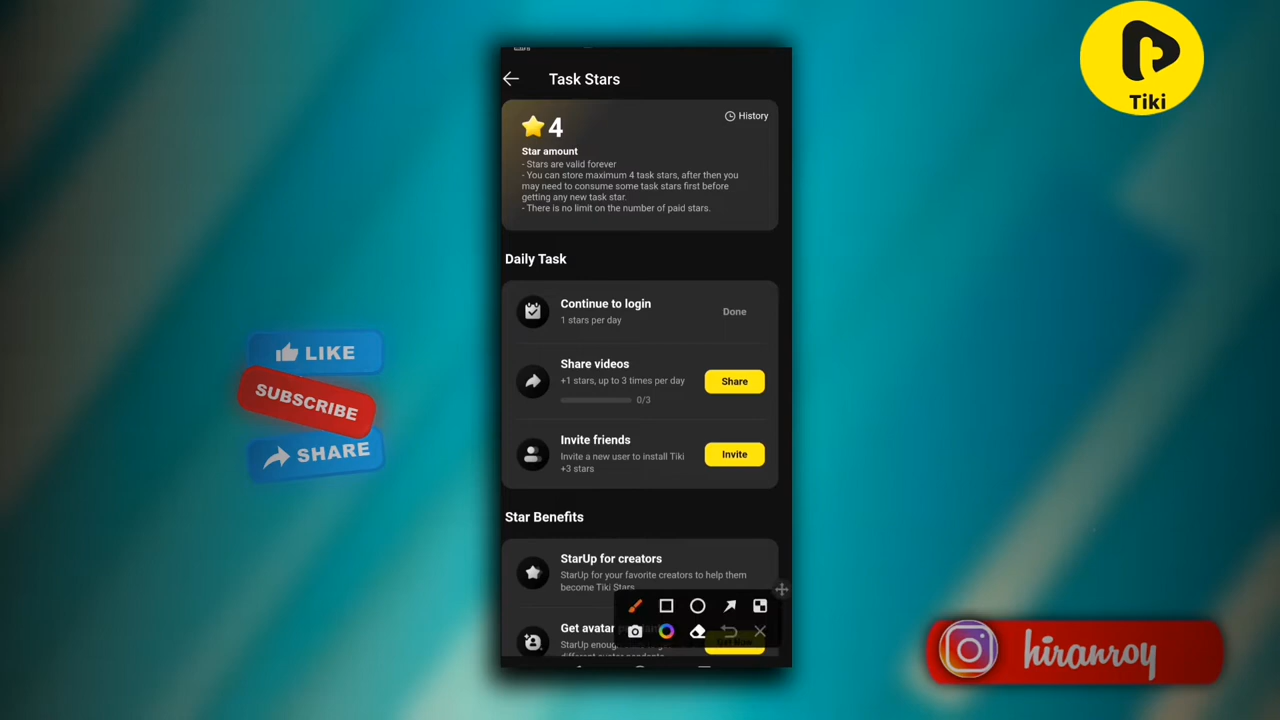 Tiki
Task Stars
4
History
Star amount
- Stars are valid forever
- You can store maximum 4 task stars, after then you
may need to consume some task stars first before
getting any new task star.
- There is no limit on the number of paid stars.
Daily Task
Continue to login
1 stars per day
Done
Share videos
+1 stars, up to 3 times per day
0/3
Share
Invite friends
Invite a new user to install Tiki
+3 stars
Invite
Star Benefits
StarUp for creators
StarUp for your favorite creators to help them
become Tiki Stars
Get avatar
StarUp
LIKE
SUBSCRIBE
SHARE
hiranroy